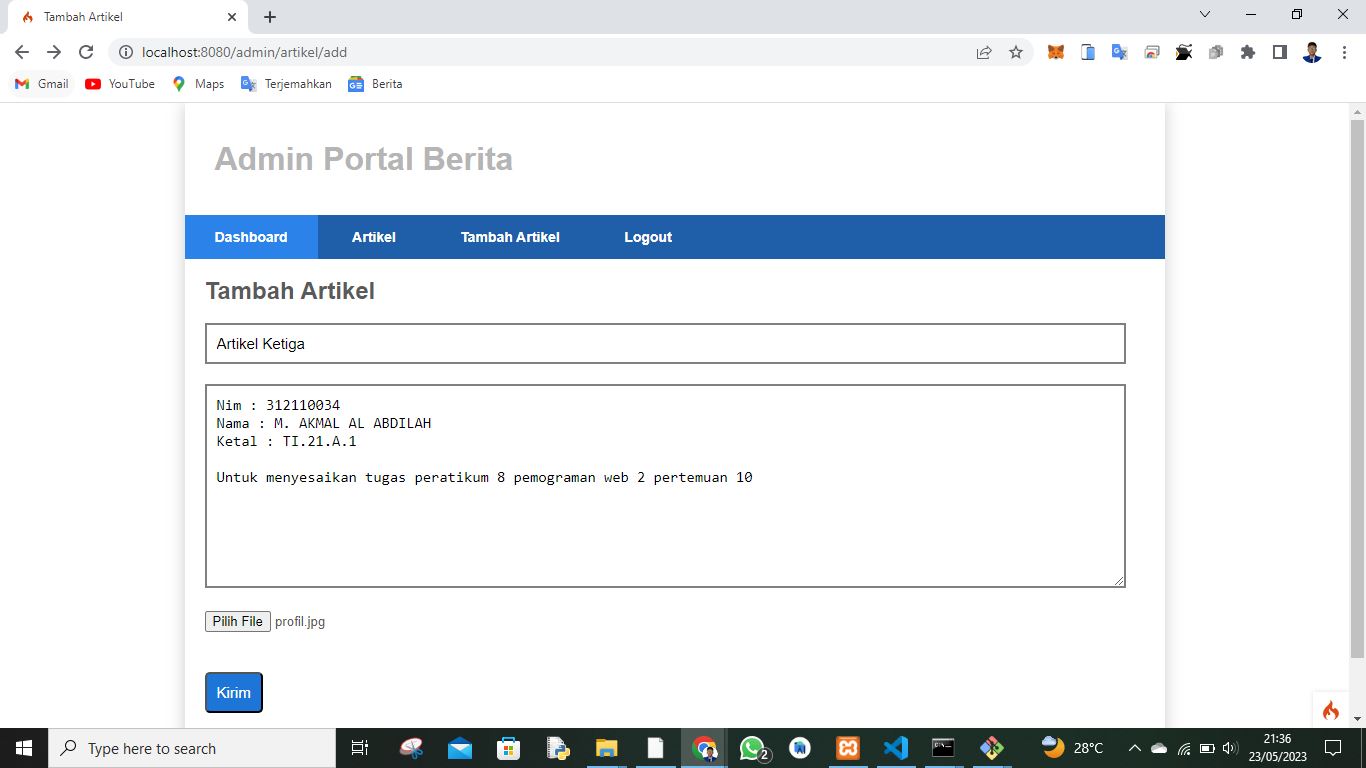 Tambah Artikel
localhost:8080/admin/artikel/add
Gmail YouTube Maps Terjemahkan Berita
Admin Portal Berita
Dashboard Artikel Tambah Artikel Logout
Tambah Artikel
Artikel Ketiga
Nim : 312110034
Nama : M. AKMAL AL ABDILAH
Ketal : TI.21.A.1
Untuk menyesaikan tugas peratikum 8 pemograman web 2 pertemuan 10
Pilih File profil.jpg
Kirim
Type here to search
2
28°C
21:36
23/05/2023